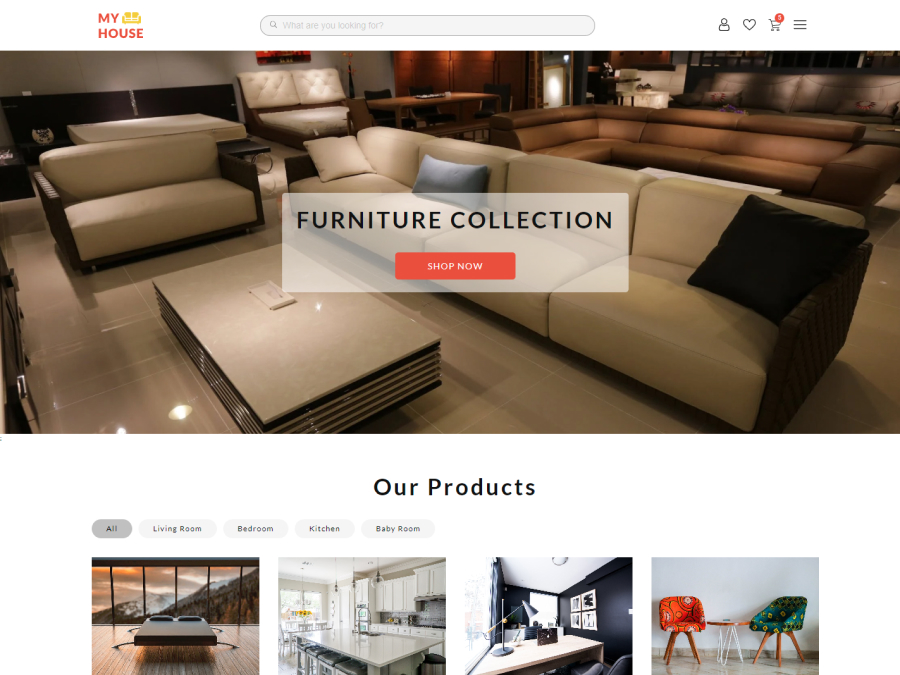 MY
HOUSE
What are you looking for?
FURNITURE COLLECTION
SHOP NOW
Our Products
All
Living Room
Bedroom
Kitchen
Baby Room